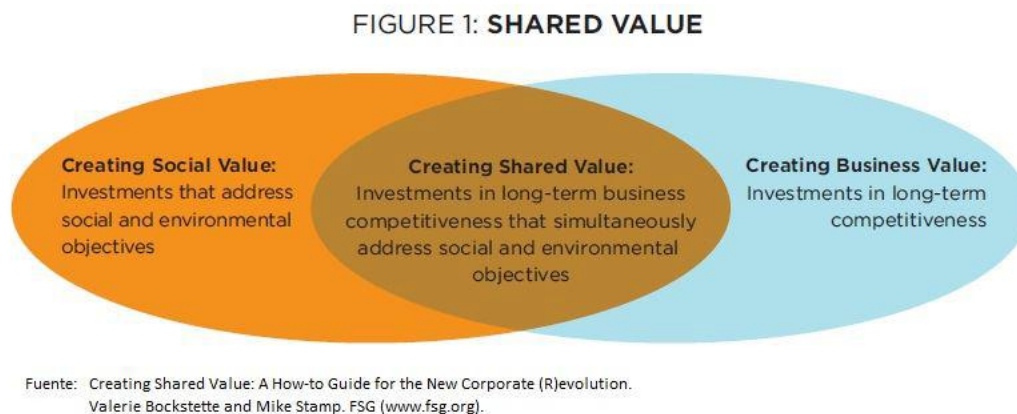 FIGURE 1: SHARED VALUE
Creating Social Value:
Investments that address
social and environmental
objectives
Creating Shared Value:
Investments in long-term business
competitiveness that simultaneously
address social and environmental
objectives
Creating Business Value:
Investments in long-term
competitiveness
Fuente: Creating Shared Value: A How-to Guide for the New Corporate (R)evolution.
Valerie Bockstette and Mike Stamp. FSG (www.fsg.org).